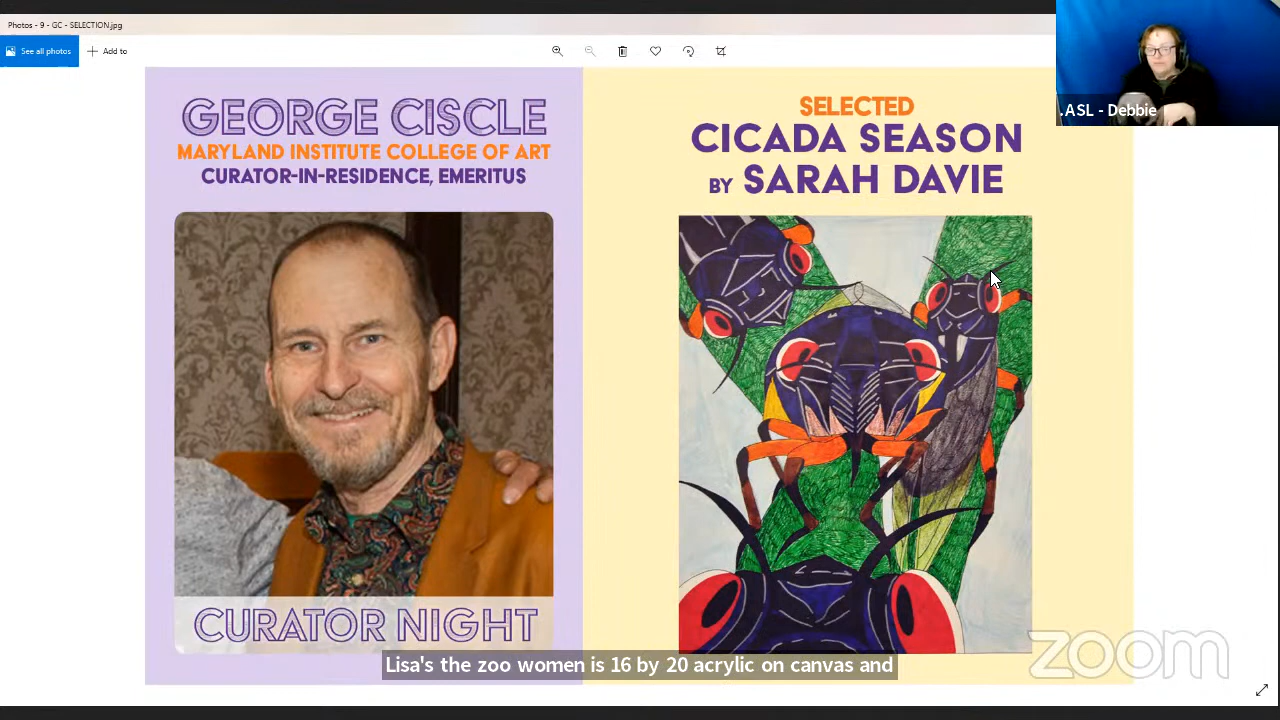 Photos - 9 - GC - SELECTION.jpg
See all photos
Add to
.ASL - Debbie
GEORGE CISCLE
MARYLAND INSTITUTE COLLEGE OF ART
CURATOR-IN-RESIDENCE, EMERITUS
CURATOR NIGHT
SELECTED
CICADA SEASON
BY SARAH DAVIE
Lisa's the zoo women is 16 by 20 acrylic on canvas and
zoom